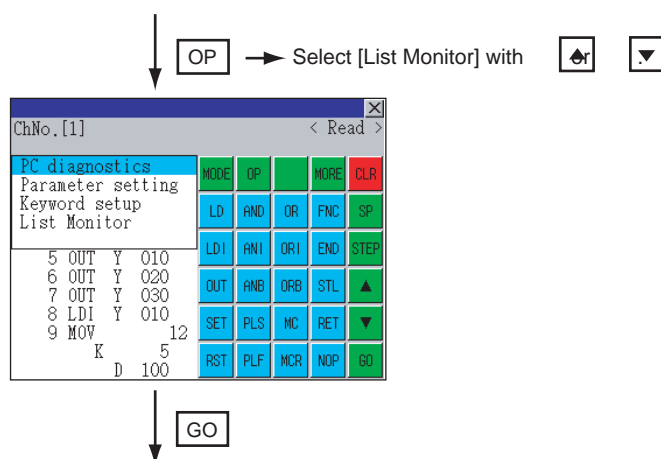 OP Select [List Monitor] with ▲ or ▼ .
ChNo.[1] < Read >
PC diagnostics
Parameter setting
Keyword setup
List Monitor
5 OUT Y 010
6 OUT Y 020
7 OUT Y 030
8 LDI Y 010
9 MOV 12
K 5
D 100
MODE OP MORE CLR
LD AND OR FNC SP
LDI ANI ORI END STEP
OUT ANB ORB STL ▲
SET PLS MC RET ▼
RST PLF MCR NOP GO
GO